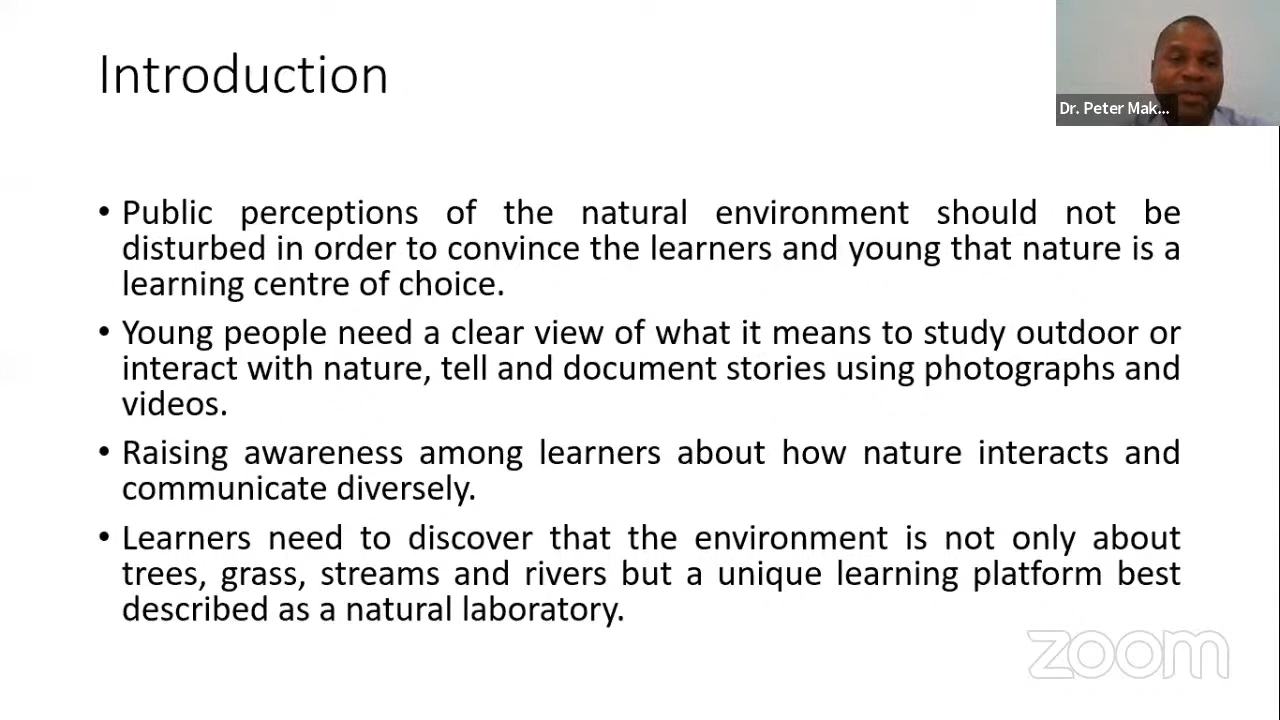 Introduction
Dr. Peter Mak...
• Public perceptions of the natural environment should not be
disturbed in order to convince the learners and young that nature is a
learning centre of choice.
• Young people need a clear view of what it means to study outdoor or
interact with nature, tell and document stories using photographs and
videos.
• Raising awareness among learners about how nature interacts and
communicate diversely.
• Learners need to discover that the environment is not only about
trees, grass, streams and rivers but a unique learning platform best
described as a natural laboratory.
zoom